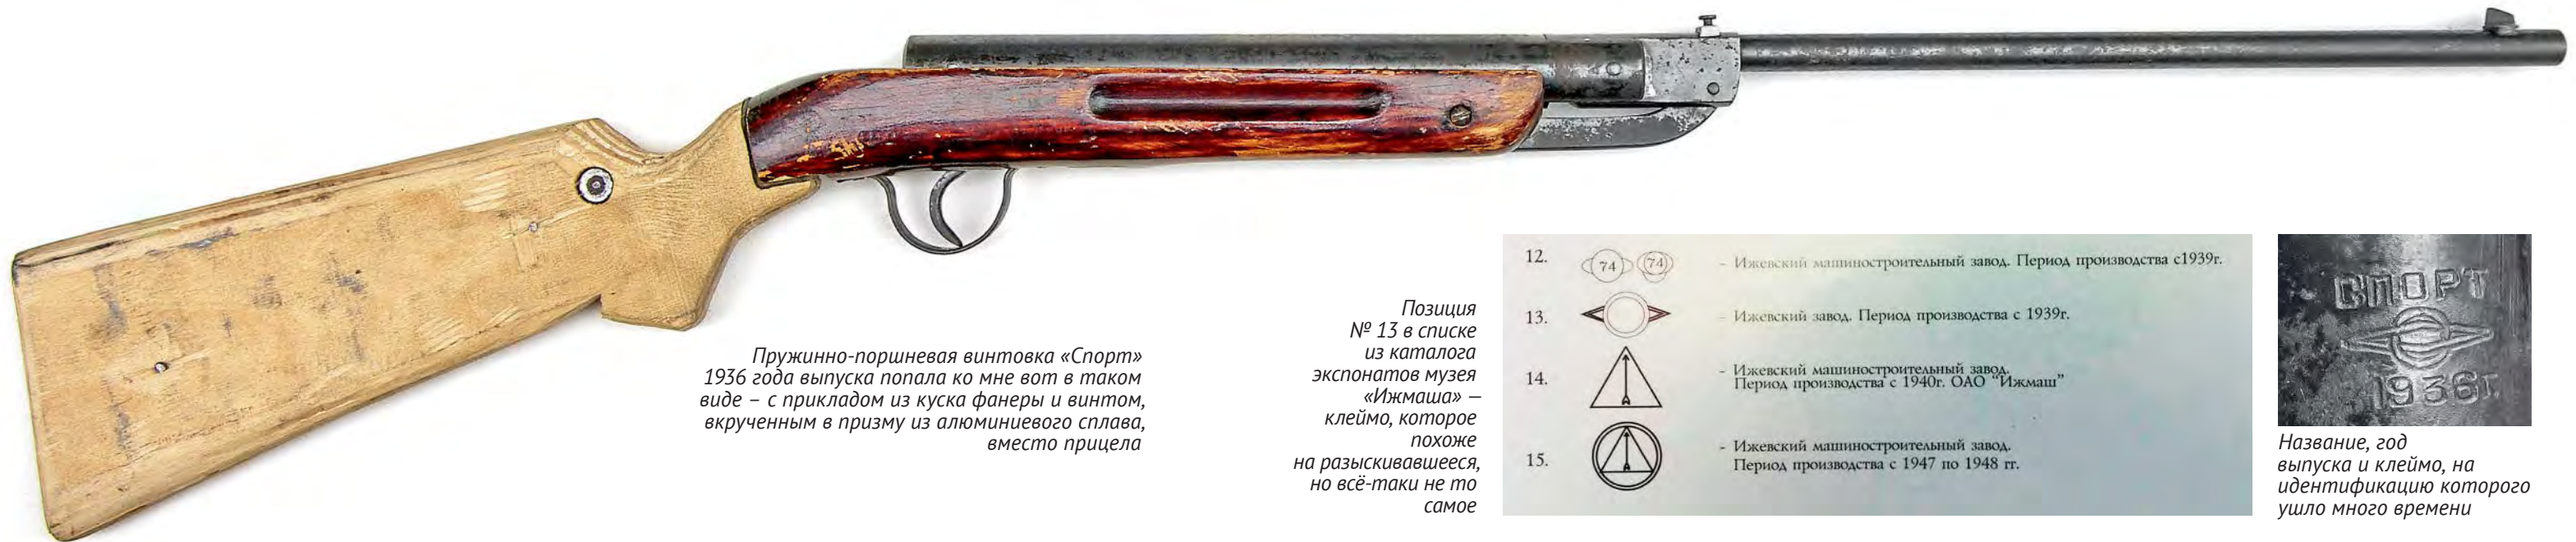 Пружинно-поршневая винтовка «Спорт»
1936 года выпуска попала ко мне вот в таком
виде – с прикладом из куска фанеры и винтом,
вкрученным в призму из алюминиевого сплава,
вместо прицела
Позиция
№ 13 в списке
из каталога
экспонатов музея
«Ижмаша» —
клеймо, которое
похоже
на разыскивавшееся,
но всё-таки не то
самое
12. 74 74 - Ижевский машиностроительный завод. Период производства с1939г.
13. - Ижевский завод. Период производства с 1939г.
14. - Ижевский машиностроительный завод.
Период производства с 1940г. ОАО "Ижмаш"
15. - Ижевский машиностроительный завод.
Период производства с 1947 по 1948 гг.
СПОРТ
1936г.
Название, год
выпуска и клеймо, на
идентификацию которого
ушло много времени